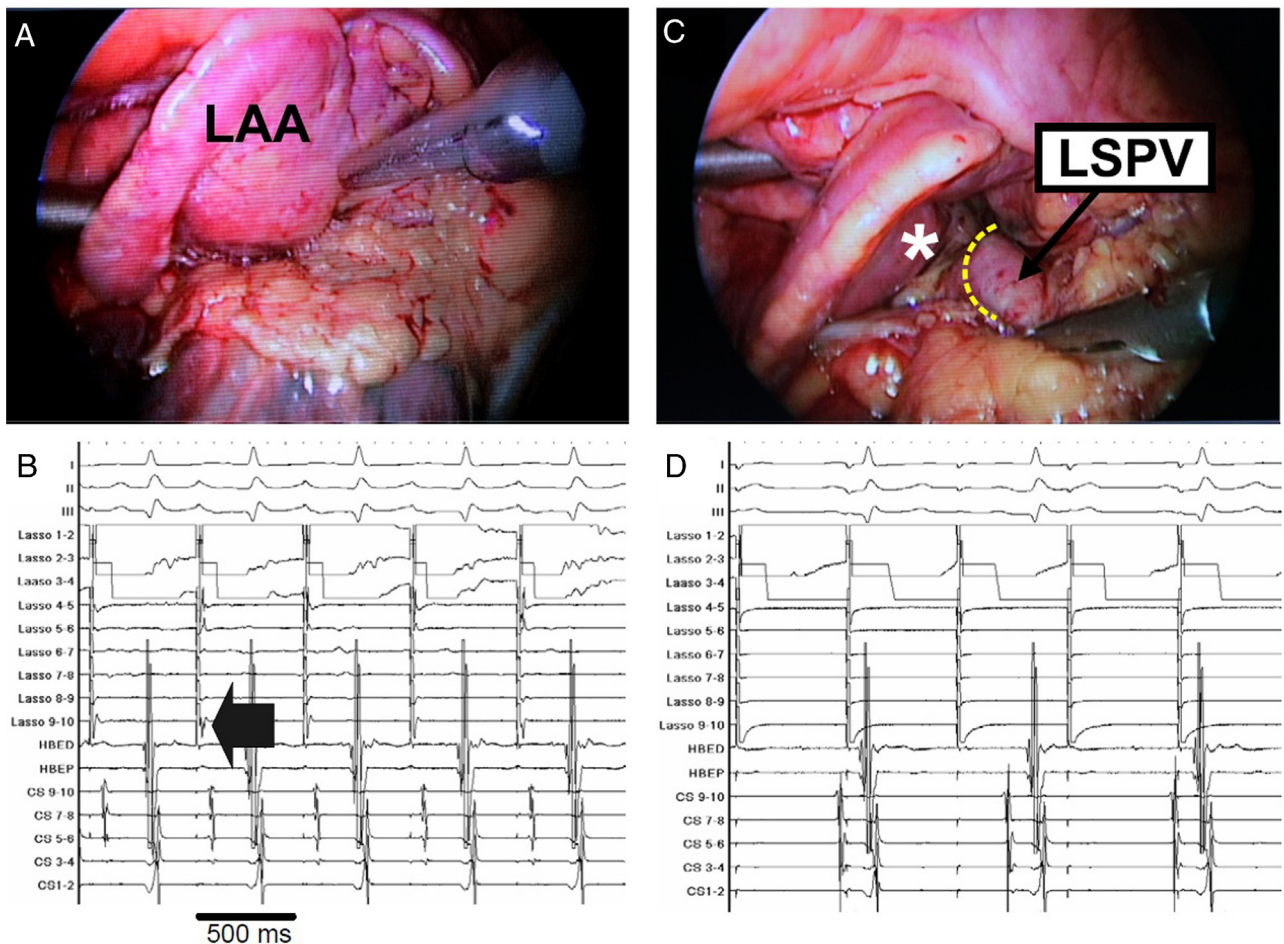 A
LAA
C
LSPV
*
B
I
II
III
Lasso 1-2
Lasso 2-3
Laaso 3-4
Lasso 4-5
Lasso 5-6
Lasso 6-7
Lasso 7-8
Lasso 8-9
Lasso 9-10
HBED
HBEP
CS 9-10
CS 7-8
CS 5-6
CS 3-4
CS1-2
500 ms
D
I
II
III
Lasso 1-2
Lasso 2-3
Laaso 3-4
Lasso 4-5
Lasso 5-6
Lasso 6-7
Lasso 7-8
Lasso 8-9
Lasso 9-10
HBED
HBEP
CS 9-10
CS 7-8
CS 5-6
CS 3-4
CS1-2